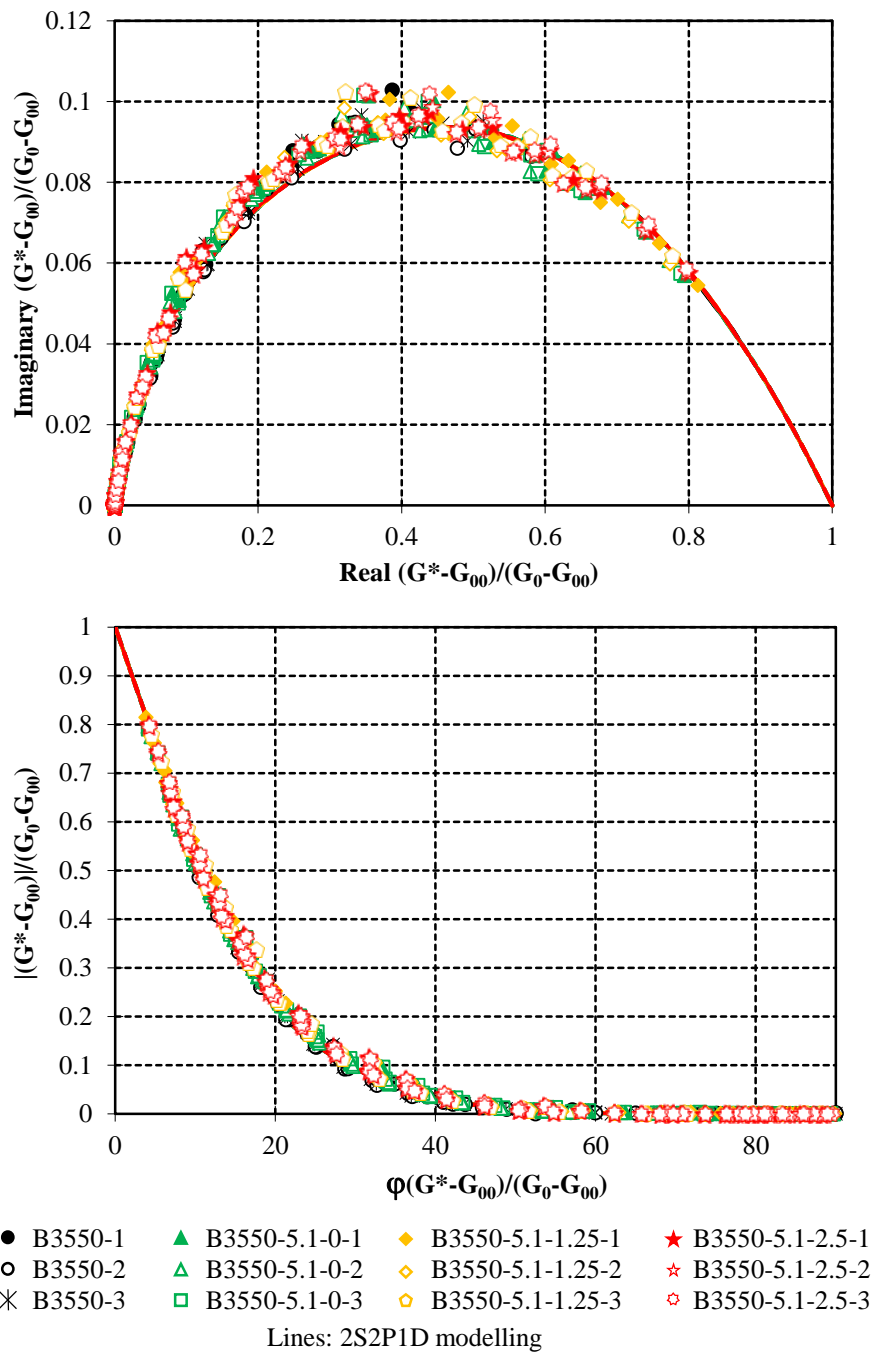 0.12
0.1
0.08
0.06
0.04
0.02
0
0 0.2 0.4 0.6 0.8 1
Imaginary (G*-G₀₀)/(G₀-G₀₀)
Real (G*-G₀₀)/(G₀-G₀₀)
1
0.9
0.8
0.7
0.6
0.5
0.4
0.3
0.2
0.1
0
0 20 40 60 80
|(G*-G₀₀)|/(G₀-G₀₀)
φ(G*-G₀₀)/(G₀-G₀₀)
B3550-1 B3550-5.1-0-1 B3550-5.1-1.25-1 B3550-5.1-2.5-1
B3550-2 B3550-5.1-0-2 B3550-5.1-1.25-2 B3550-5.1-2.5-2
B3550-3 B3550-5.1-0-3 B3550-5.1-1.25-3 B3550-5.1-2.5-3
Lines: 2S2P1D modelling